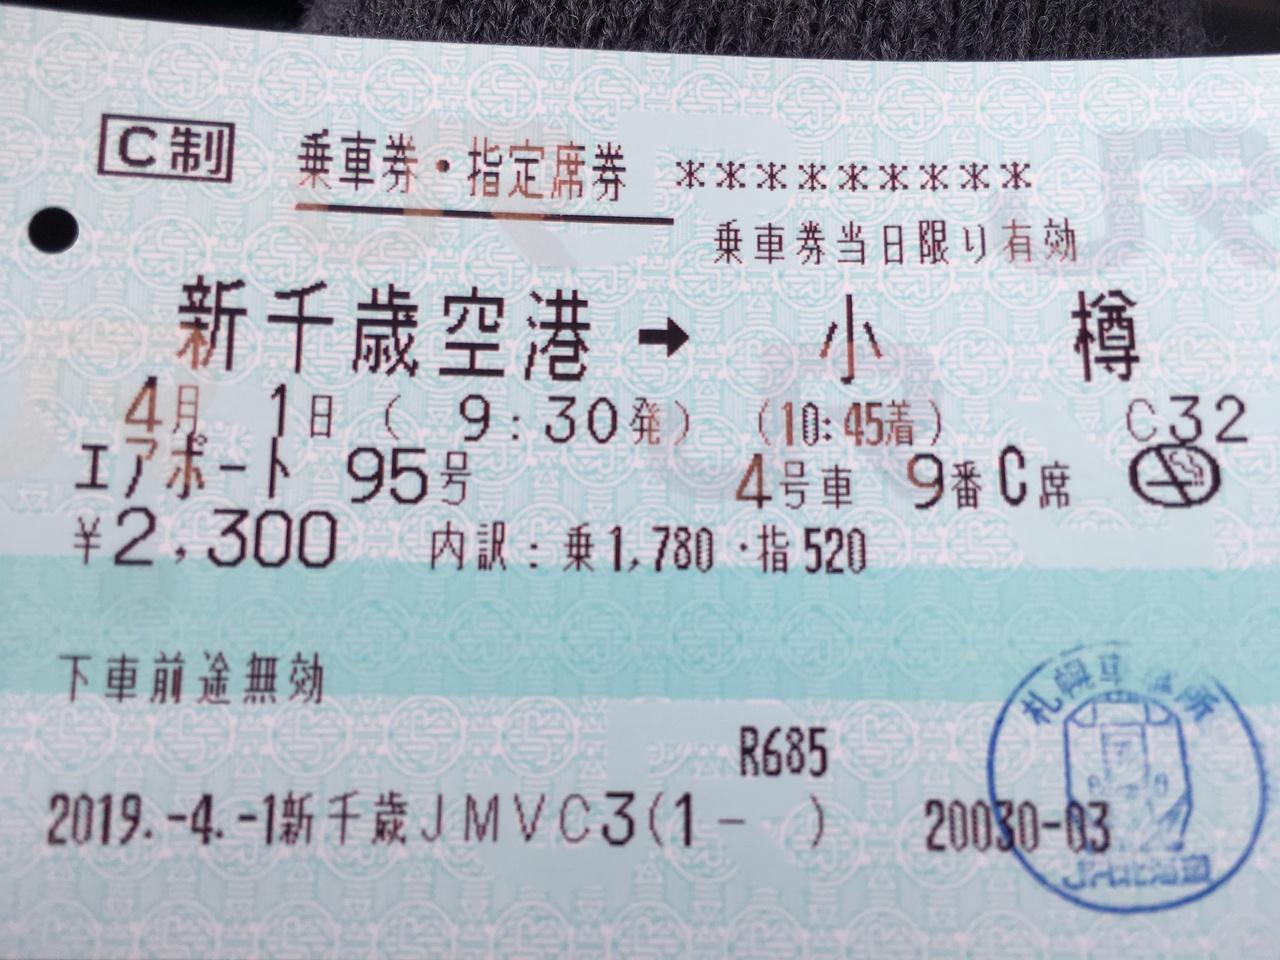 C制 乗車券・指定席券 *********
乗車券当日限り有効
新千歳空港 → 小樽
4月 1日 ( 9:30発) (10:45着) C32
エアポート 95号 4号車 9番C席
¥2,300 内訳:乗1,780・指520
下車前途無効
R685
2019.-4.-1新千歳JMVC3(1- ) 20030-03
札幌車 所